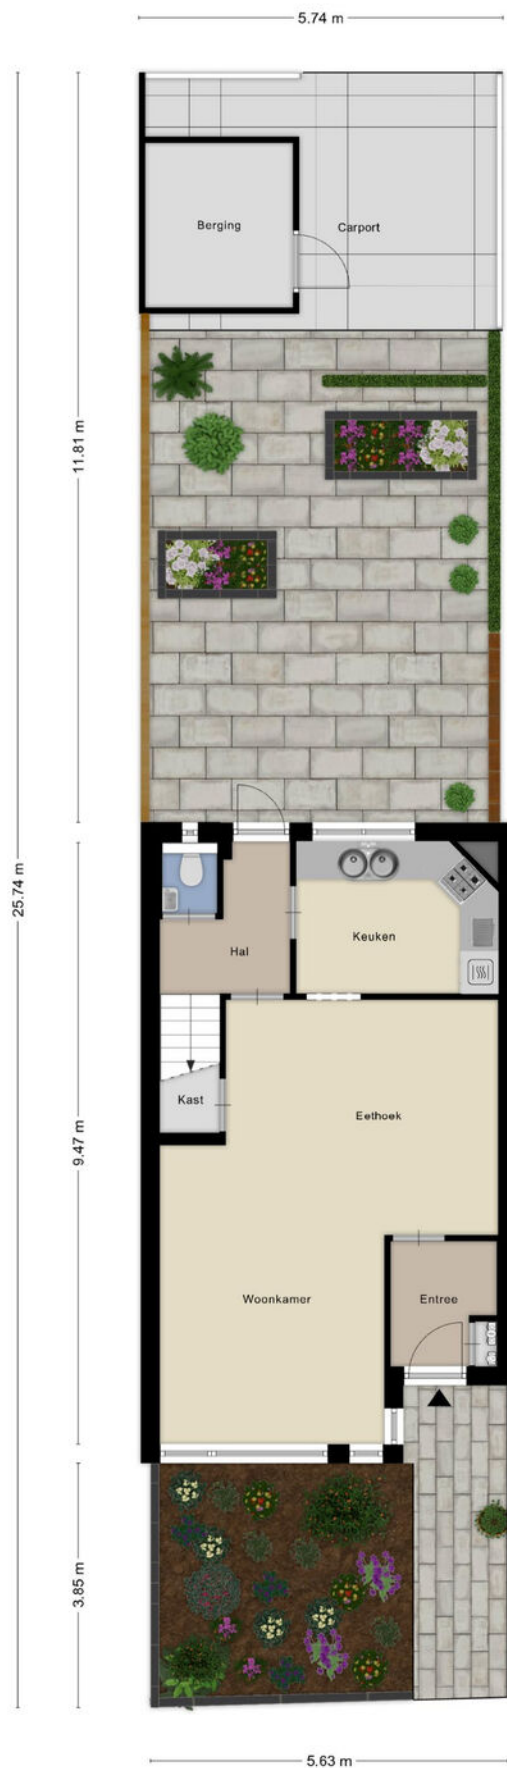 5.74 m
Berging
Carport
11.81 m
25.74 m
Keuken
Hal
Kast
Eethoek
9.47 m
Woonkamer
Entree
3.85 m
5.63 m